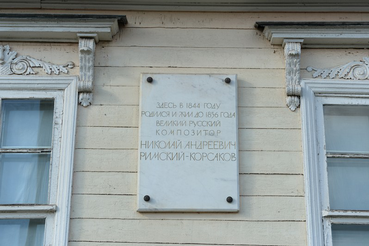 ЗДЕСЬ В 1844 ГОДУ
РОДИЛСЯ И ЖИЛ ДО 1856 ГОДА
ВЕЛИКИЙ РУССКИЙ
КОМПОЗИТОР
НИКОЛАЙ АНДРЕЕВИЧ
РИМСКИЙ-КОРСАКОВ